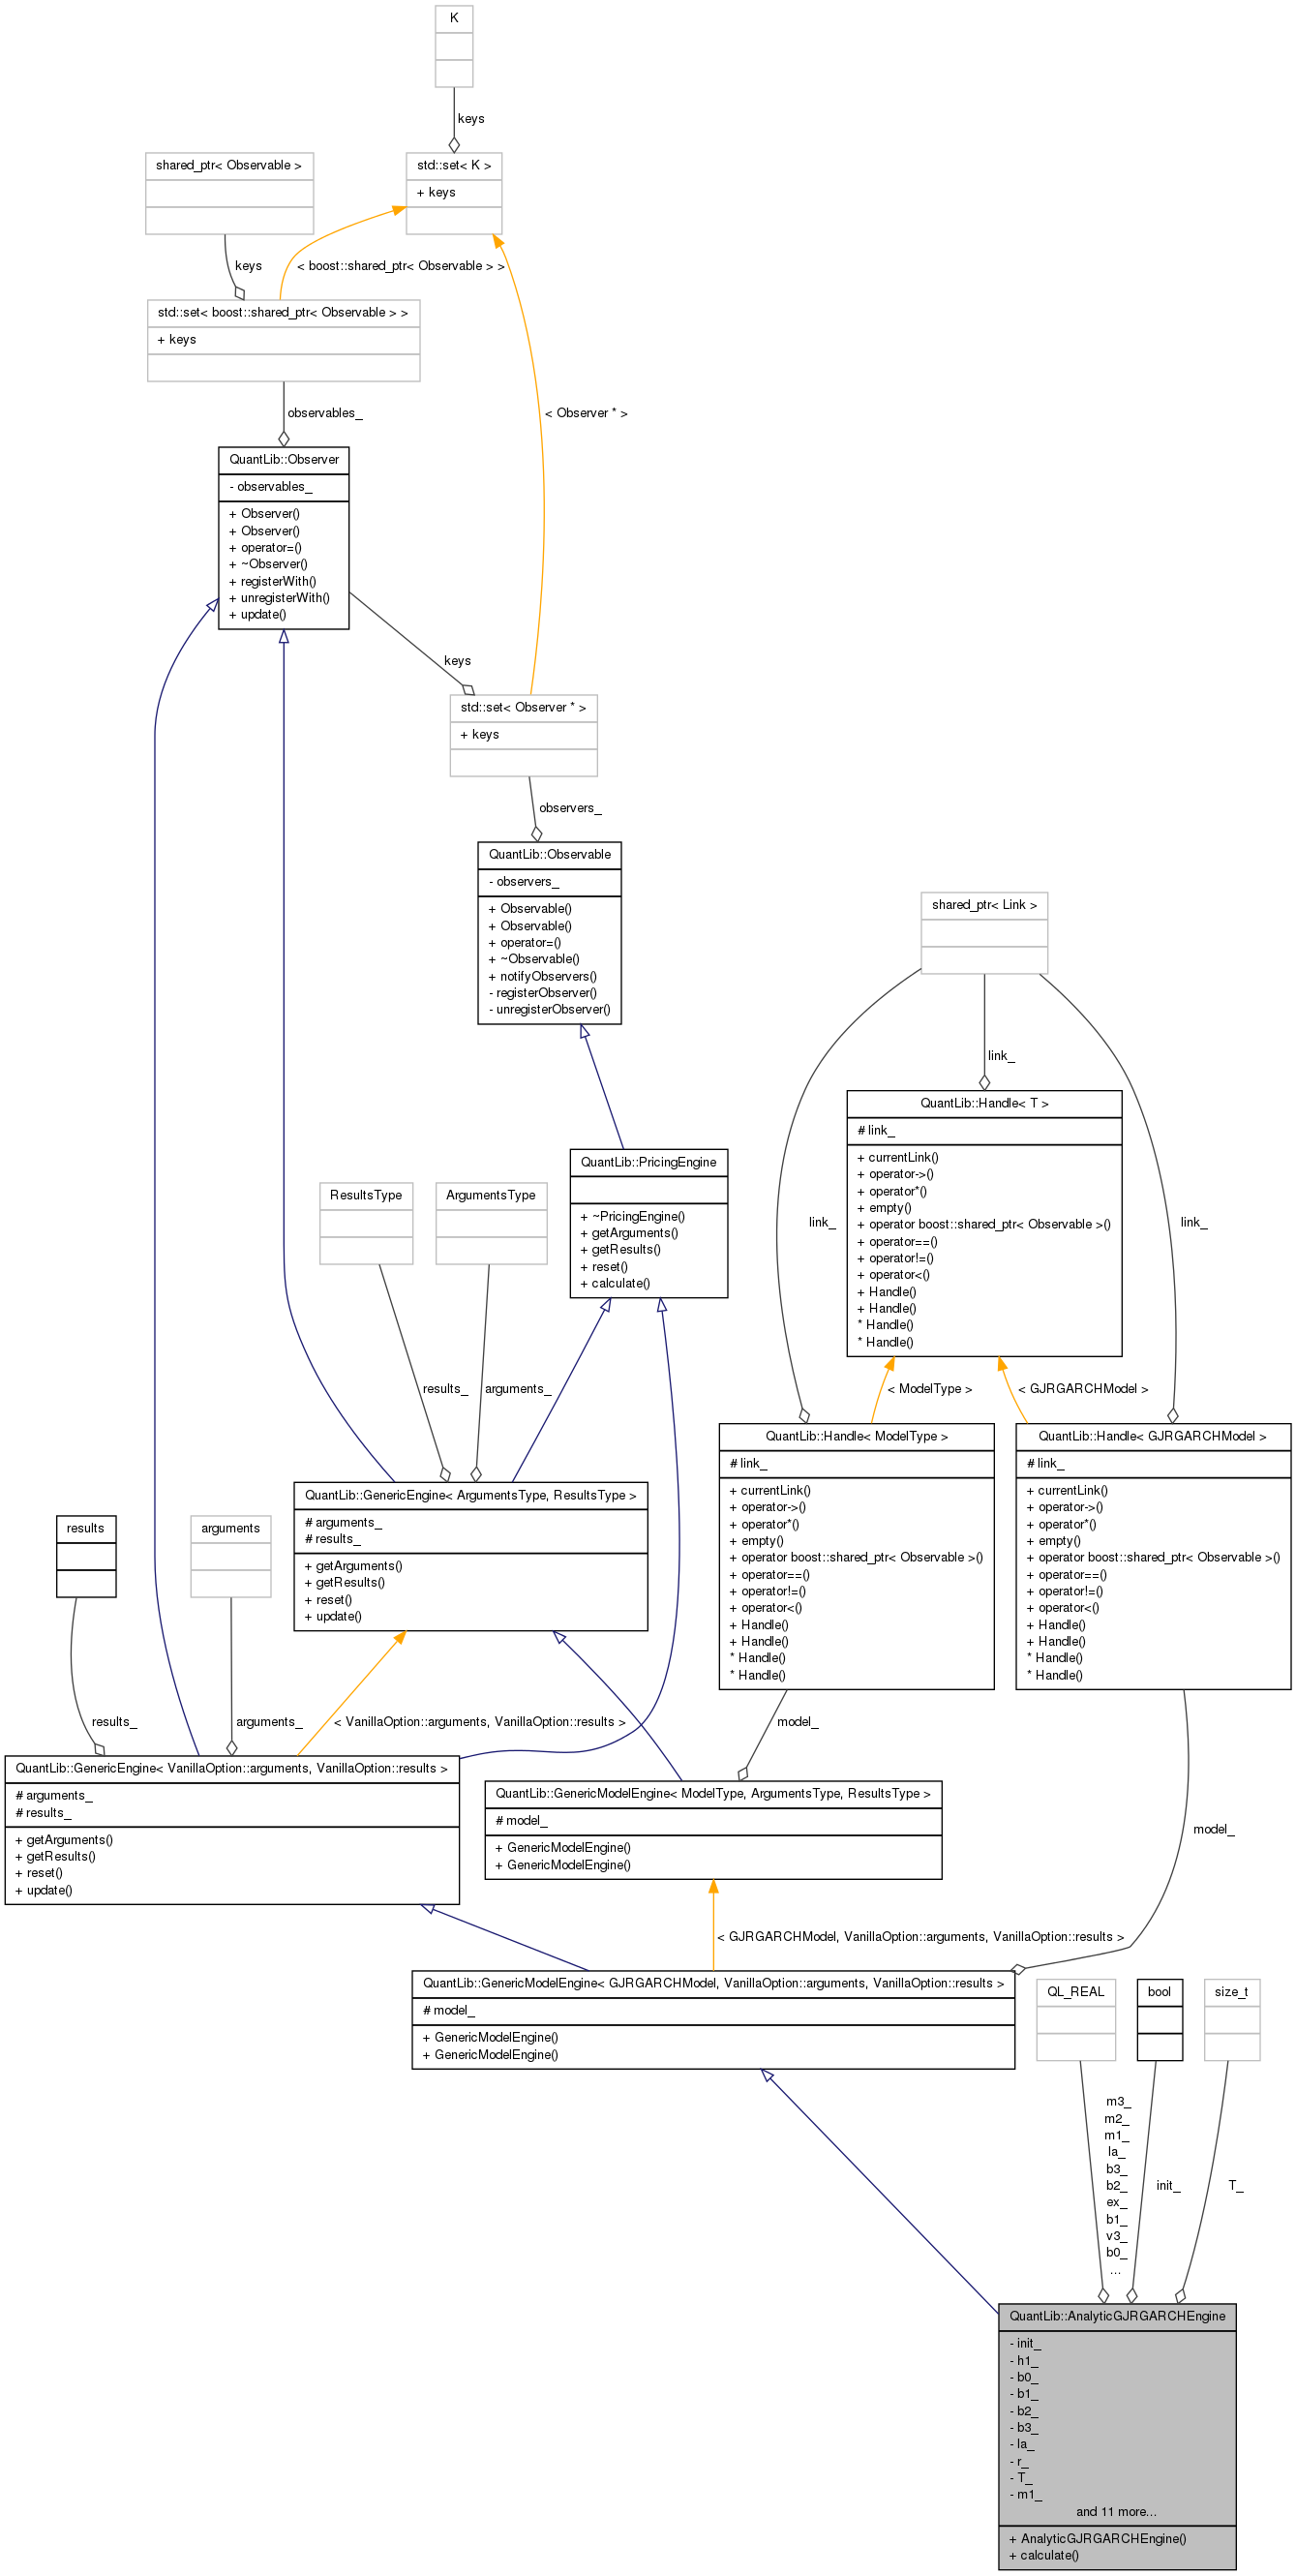 K
keys
shared_ptr< Observable >
std::set< K >
+ keys
keys
< boost::shared_ptr< Observable > >
std::set< boost::shared_ptr< Observable > >
+ keys
observables_
< Observer * >
QuantLib::Observer
- observables_
+ Observer()
+ Observer()
+ operator=()
+ ~Observer()
+ registerWith()
+ unregisterWith()
+ update()
keys
std::set< Observer * >
+ keys
observers_
QuantLib::Observable
- observers_
+ Observable()
+ Observable()
+ operator=()
+ ~Observable()
+ notifyObservers()
- registerObserver()
- unregisterObserver()
shared_ptr< Link >
link_
QuantLib::Handle< T >
# link_
+ currentLink()
+ operator->()
+ operator*()
+ empty()
+ operator boost::shared_ptr< Observable >()
+ operator==()
+ operator!=()
+ operator<()
+ Handle()
+ Handle()
* Handle()
* Handle()
QuantLib::PricingEngine
+ ~PricingEngine()
+ getArguments()
+ getResults()
+ reset()
+ calculate()
ResultsType
ArgumentsType
link_
link_
results_
arguments_
< ModelType >
< GJRGARCHModel >
QuantLib::Handle< ModelType >
# link_
+ currentLink()
+ operator->()
+ operator*()
+ empty()
+ operator boost::shared_ptr< Observable >()
+ operator==()
+ operator!=()
+ operator<()
+ Handle()
+ Handle()
* Handle()
* Handle()
QuantLib::Handle< GJRGARCHModel >
# link_
+ currentLink()
+ operator->()
+ operator*()
+ empty()
+ operator boost::shared_ptr< Observable >()
+ operator==()
+ operator!=()
+ operator<()
+ Handle()
+ Handle()
* Handle()
* Handle()
QuantLib::GenericEngine< ArgumentsType, ResultsType >
# arguments_
# results_
+ getArguments()
+ getResults()
+ reset()
+ update()
results
arguments
results_
arguments_
< VanillaOption::arguments, VanillaOption::results >
model_
QuantLib::GenericEngine< VanillaOption::arguments, VanillaOption::results >
# arguments_
# results_
+ getArguments()
+ getResults()
+ reset()
+ update()
QuantLib::GenericModelEngine< ModelType, ArgumentsType, ResultsType >
# model_
+ GenericModelEngine()
+ GenericModelEngine()
model_
< GJRGARCHModel, VanillaOption::arguments, VanillaOption::results >
QuantLib::GenericModelEngine< GJRGARCHModel, VanillaOption::arguments, VanillaOption::results >
# model_
+ GenericModelEngine()
+ GenericModelEngine()
QL_REAL
bool
size_t
m3_
m2_
m1_
la_
b3_
b2_
ex_
b1_
v3_
b0_
...
init_
T_
QuantLib::AnalyticGJRGARCHEngine
- init_
- h1_
- b0_
- b1_
- b2_
- b3_
- la_
- r_
- T_
- m1_
and 11 more...
+ AnalyticGJRGARCHEngine()
+ calculate()